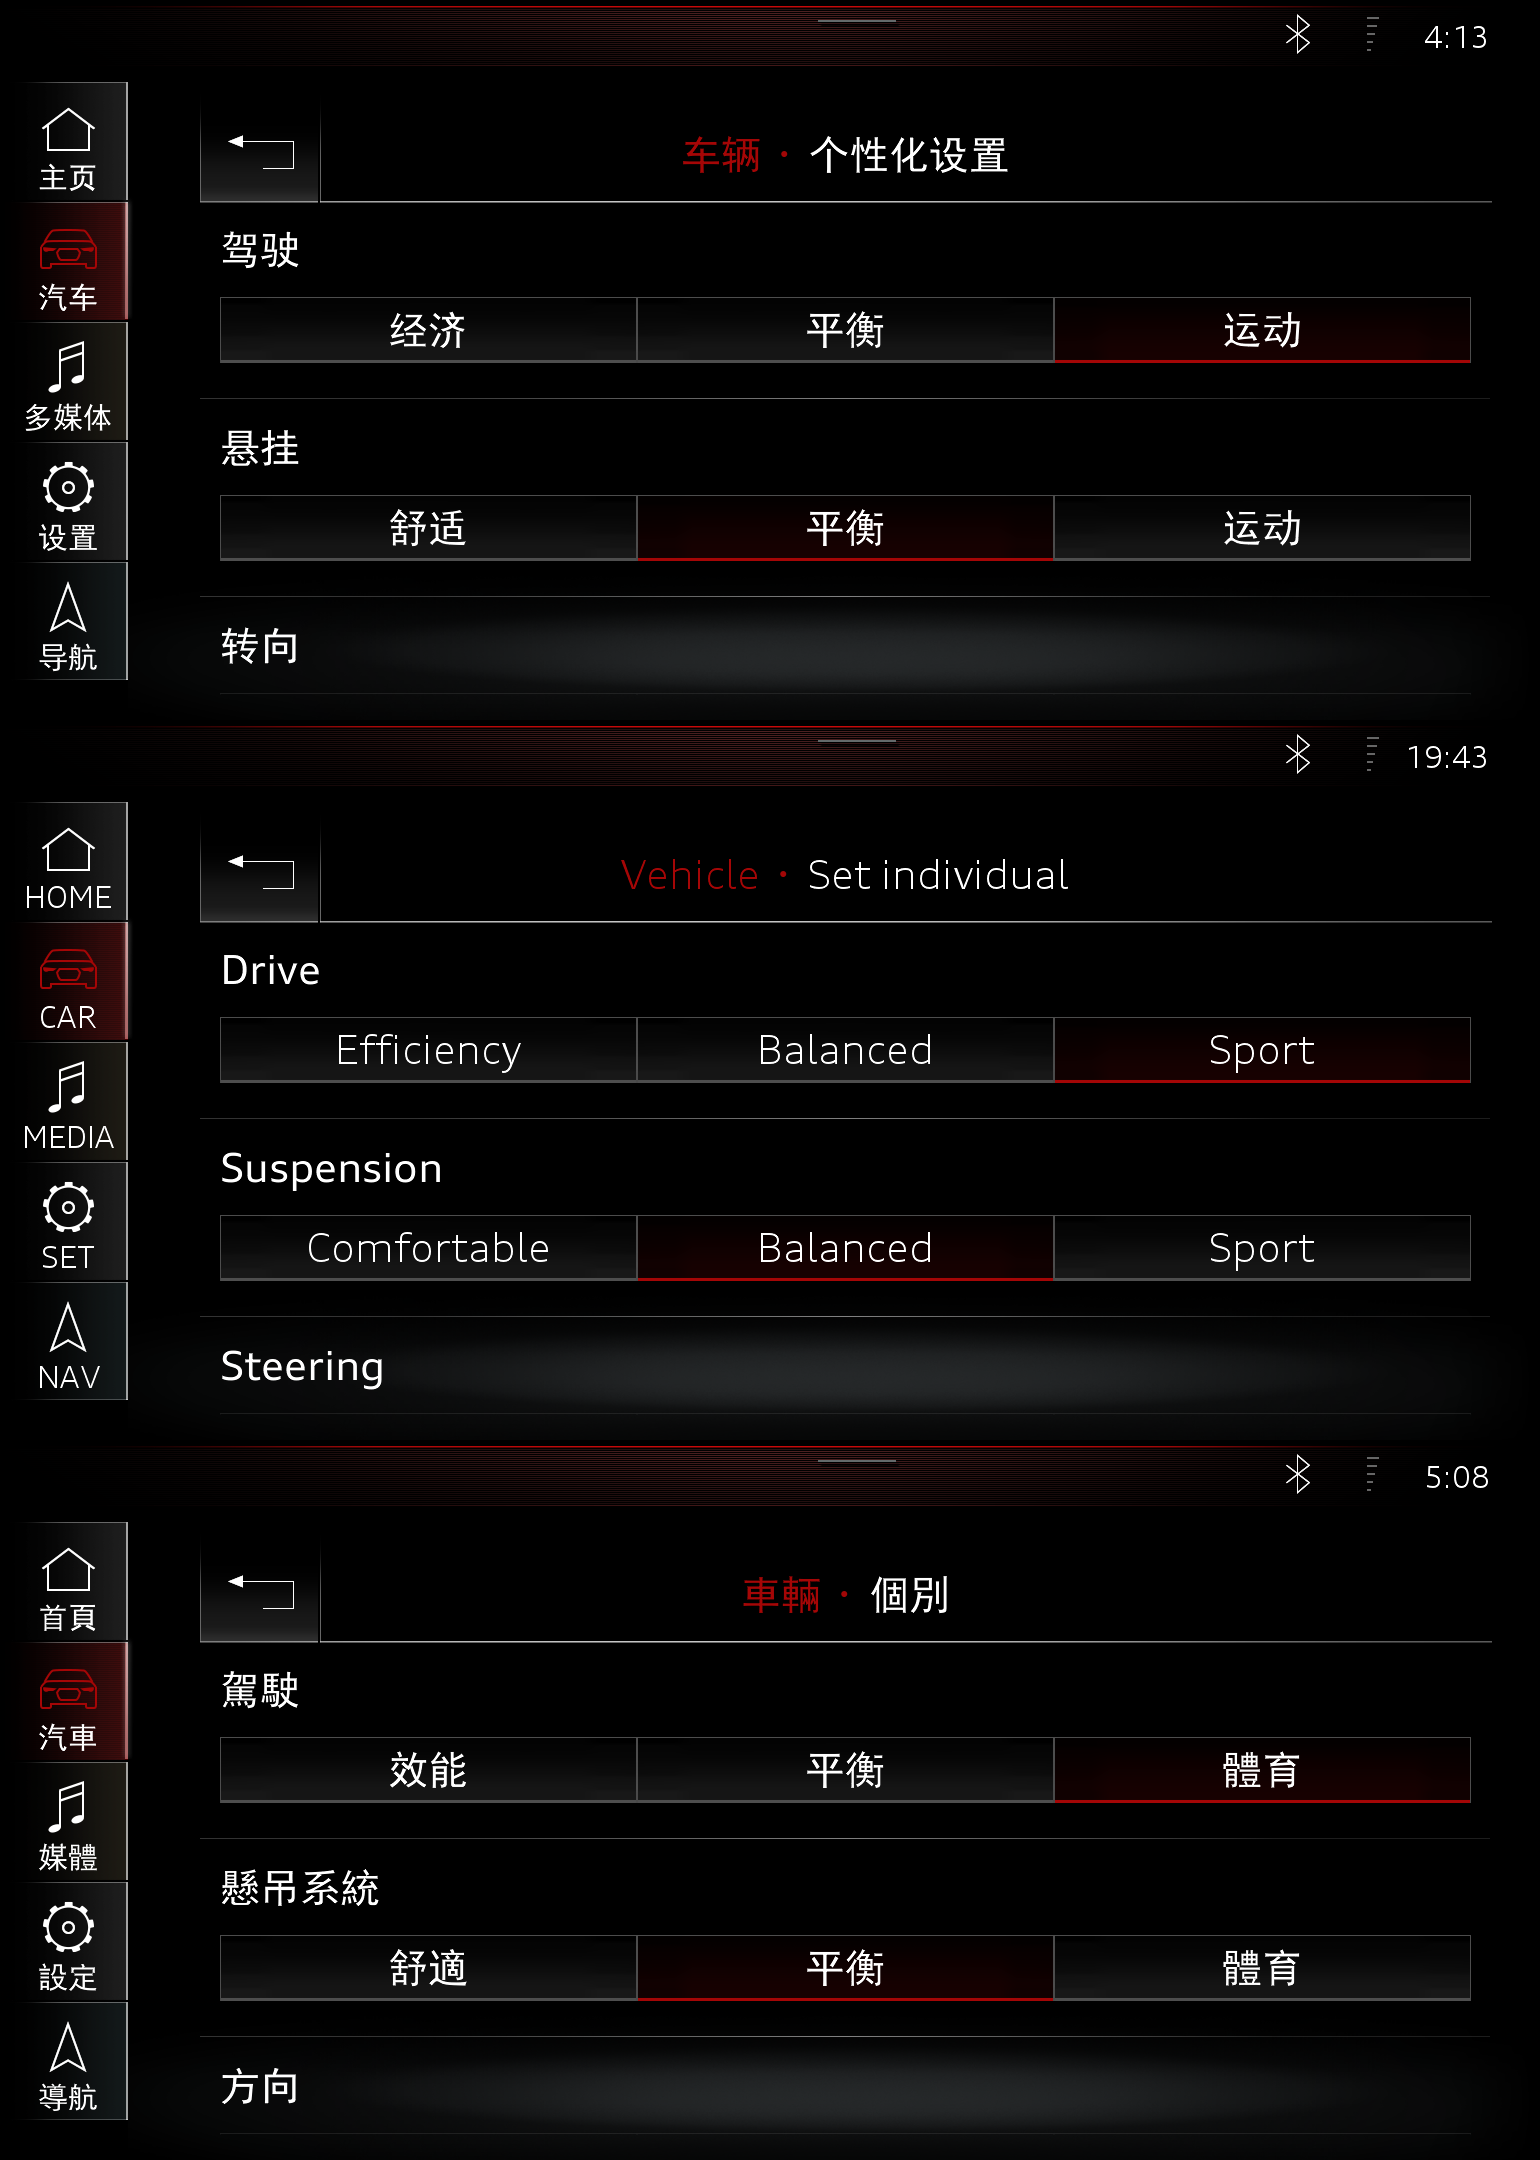 4:13
主页
车辆 · 个性化设置
驾驶
汽车
经济 平衡 运动
多媒体
悬挂
设置
舒适 平衡 运动
导航
转向
19:43
HOME
Vehicle · Set individual
Drive
CAR
Efficiency Balanced Sport
MEDIA
Suspension
SET
Comfortable Balanced Sport
NAV
Steering
5:08
首頁
車輛 · 個別
駕駛
汽車
效能 平衡 體育
媒體
懸吊系統
設定
舒適 平衡 體育
導航
方向